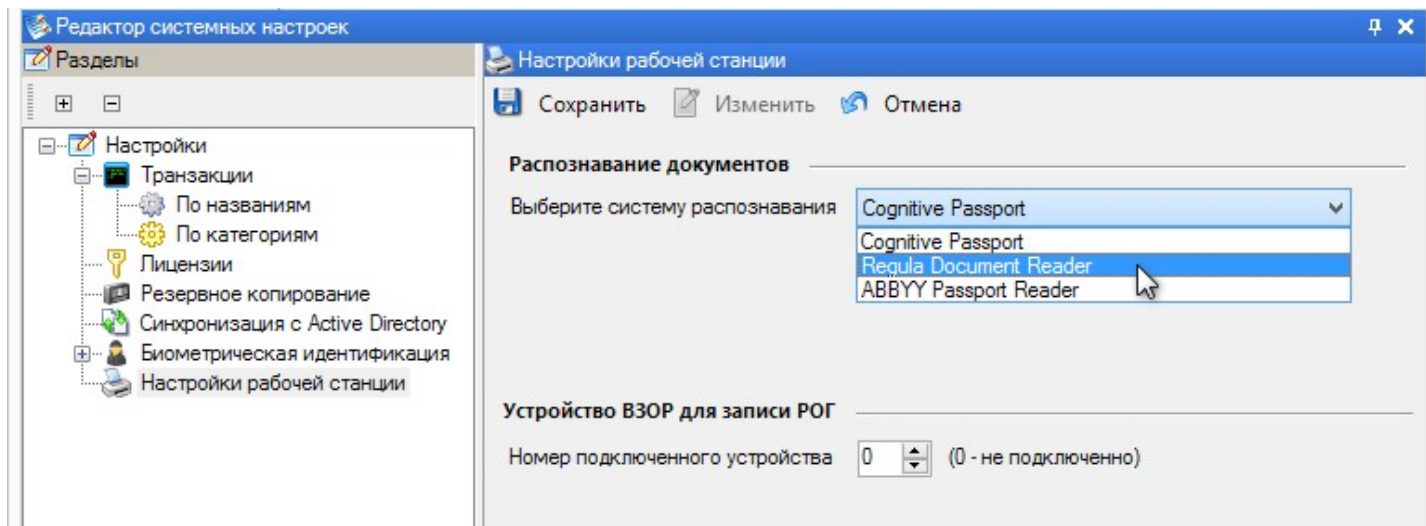 Редактор системных настроек
Разделы
Настройки
Транзакции
По названиям
По категориям
Лицензии
Резервное копирование
Синхронизация с Active Directory
Биометрическая идентификация
Настройки рабочей станции
Настройки рабочей станции
Сохранить Изменить Отмена
Распознавание документов
Выберите систему распознавания Cognitive Passport
Cognitive Passport
Regula Document Reader
ABBYY Passport Reader
Устройство ВЗОР для записи РОГ
Номер подключенного устройства 0 (0 - не подключенно)